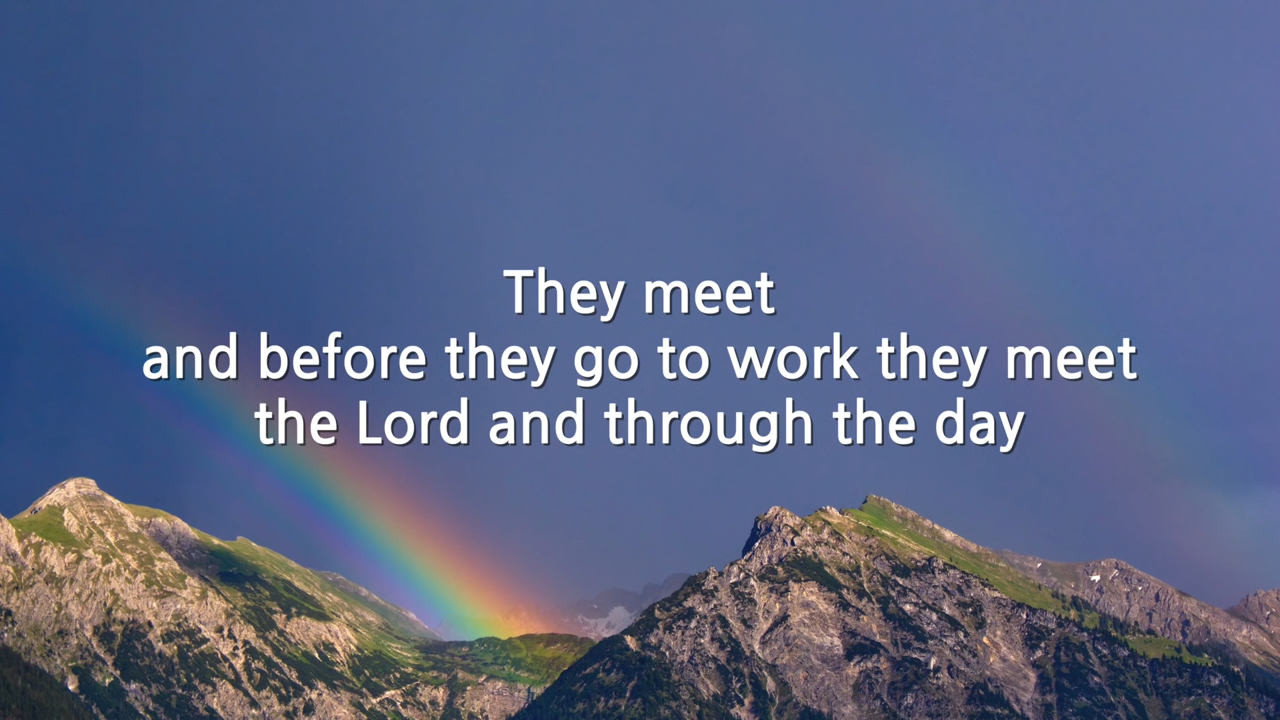 They meet
and before they go to work they meet
the Lord and through the day